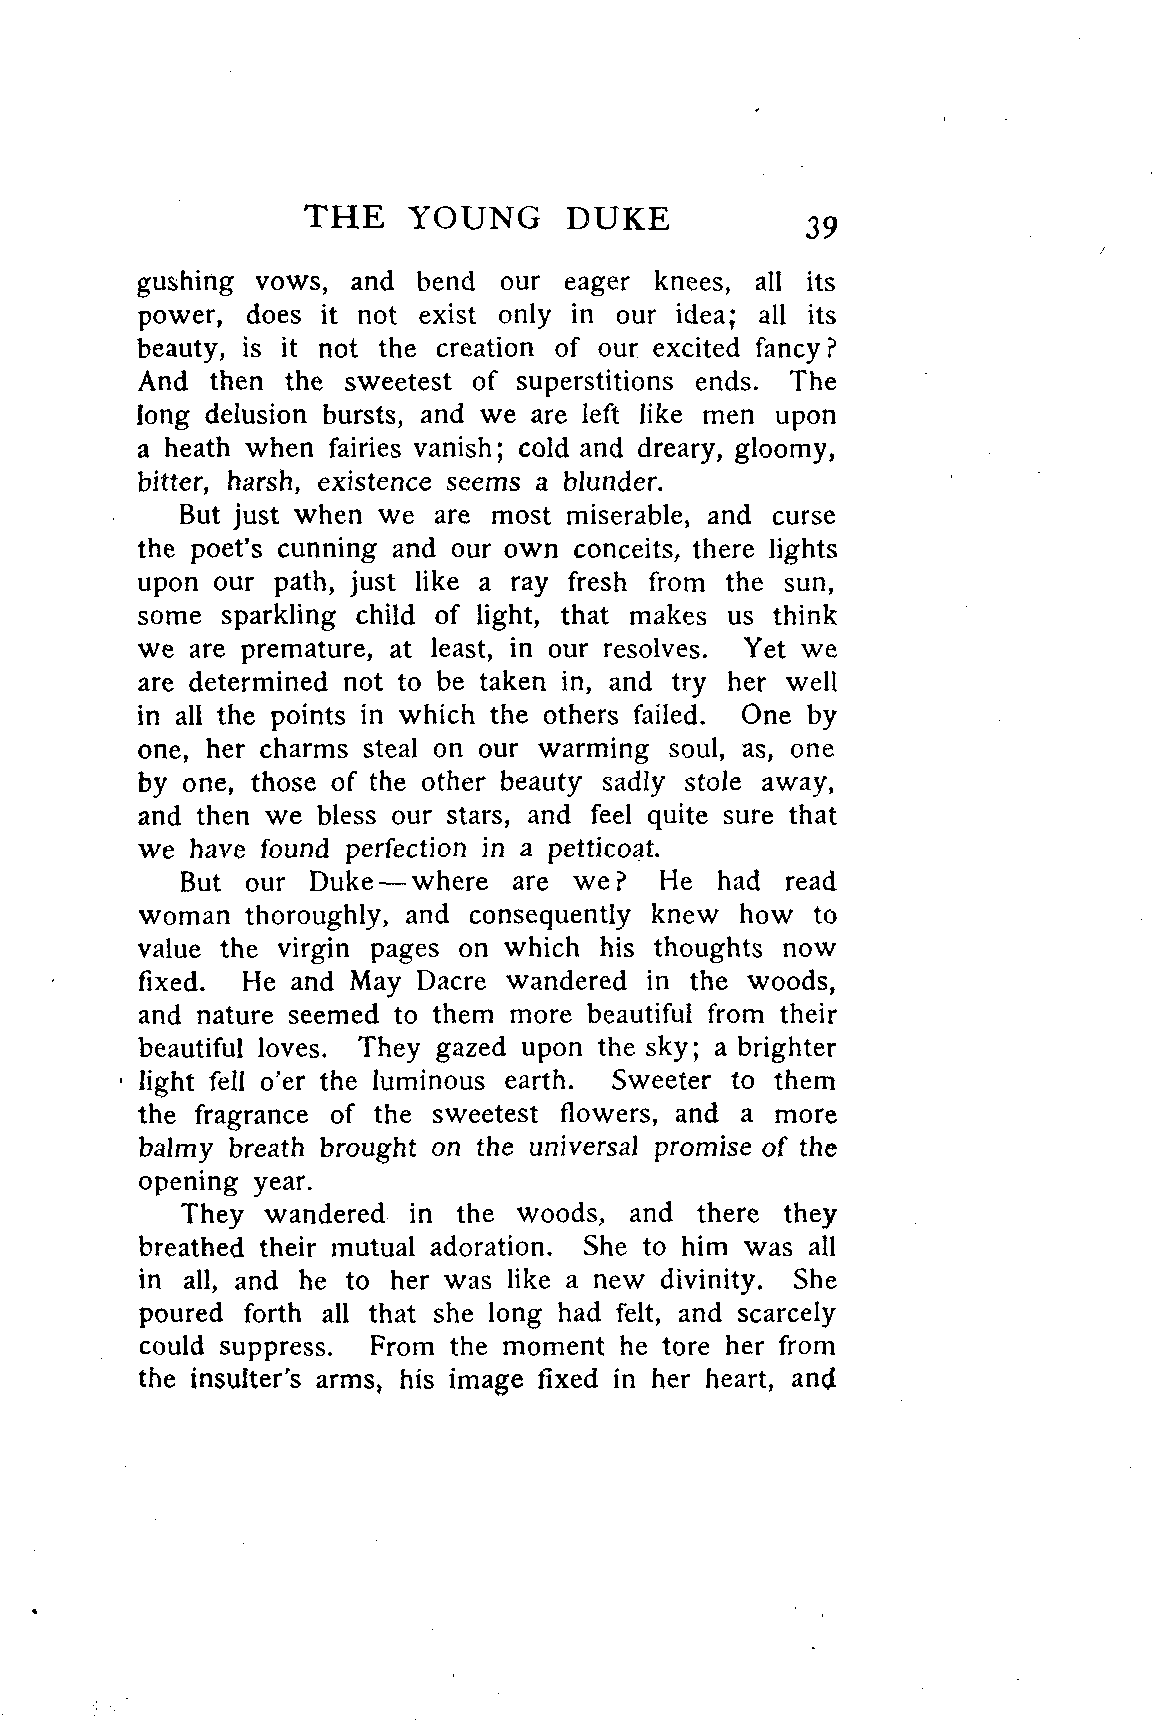 THE YOUNG DUKE 39
gushing vows, and bend our eager knees, all its
power, does it not exist only in our idea; all its
beauty, is it not the creation of our excited fancy?
And then the sweetest of superstitions ends. The
long delusion bursts, and we are left like men upon
a heath when fairies vanish; cold and dreary, gloomy,
bitter, harsh, existence seems a blunder.
But just when we are most miserable, and curse
the poet's cunning and our own conceits, there lights
upon our path, just like a ray fresh from the sun,
some sparkling child of light, that makes us think
we are premature, at least, in our resolves. Yet we
are determined not to be taken in, and try her well
in all the points in which the others failed. One by
one, her charms steal on our warming soul, as, one
by one, those of the other beauty sadly stole away,
and then we bless our stars, and feel quite sure that
we have found perfection in a petticoat.
But our Duke—where are we? He had read
woman thoroughly, and consequently knew how to
value the virgin pages on which his thoughts now
fixed. He and May Dacre wandered in the woods,
and nature seemed to them more beautiful from their
beautiful loves. They gazed upon the sky; a brighter
light fell o'er the luminous earth. Sweeter to them
the fragrance of the sweetest flowers, and a more
balmy breath brought on the universal promise of the
opening year.
They wandered in the woods, and there they
breathed their mutual adoration. She to him was all
in all, and he to her was like a new divinity. She
poured forth all that she long had felt, and scarcely
could suppress. From the moment he tore her from
the insulter's arms, his image fixed in her heart, and